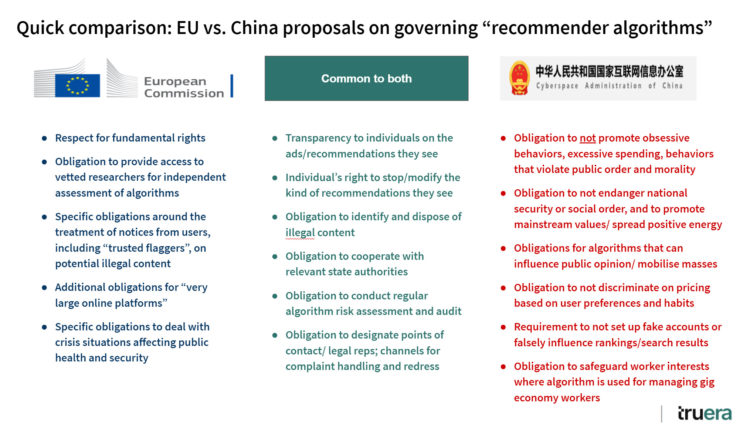 Quick comparison: EU vs. China proposals on governing “recommender algorithms”
European
Commission
Common to both
中华人民共和国国家互联网信息办公室
Cyberspace Administration of China
● Respect for fundamental rights
● Obligation to provide access to
vetted researchers for independent
assessment of algorithms
● Specific obligations around the
treatment of notices from users,
including “trusted flaggers”, on
potential illegal content
● Additional obligations for “very
large online platforms”
● Specific obligations to deal with
crisis situations affecting public
health and security
● Transparency to individuals on the
ads/recommendations they see
● Individual’s right to stop/modify the
kind of recommendations they see
● Obligation to identify and dispose of
illegal content
● Obligation to cooperate with
relevant state authorities
● Obligation to conduct regular
algorithm risk assessment and audit
● Obligation to designate points of
contact/ legal reps; channels for
complaint handling and redress
● Obligation to not promote obsessive
behaviors, excessive spending, behaviors
that violate public order and morality
● Obligation to not endanger national
security or social order, and to promote
mainstream values/ spread positive energy
● Obligations for algorithms that can
influence public opinion/ mobilise masses
● Obligation to not discriminate on pricing
based on user preferences and habits
● Requirement to not set up fake accounts or
falsely influence rankings/search results
● Obligation to safeguard worker interests
where algorithm is used for managing gig
economy workers
truera